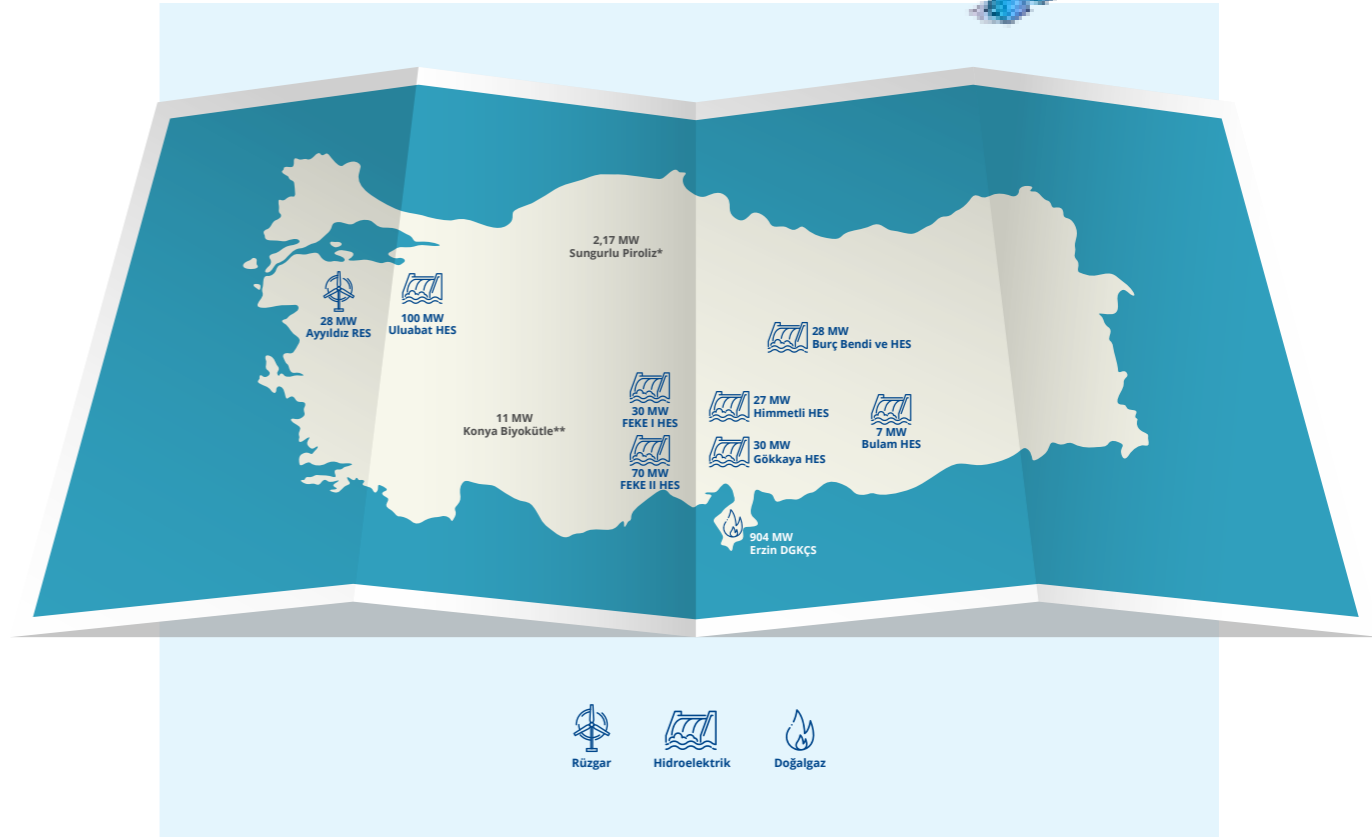 2,17 MW
Sungurlu Piroliz*
28 MW
Ayyıldız RES
100 MW
Uluabat HES
28 MW
Burç Bendi ve HES
30 MW
FEKE I HES
27 MW
Himmetli HES
7 MW
Bulam HES
11 MW
Konya Biyokütle**
70 MW
FEKE II HES
30 MW
Gökkaya HES
904 MW
Erzin DGKÇS
Rüzgar
Hidroelektrik
Doğalgaz